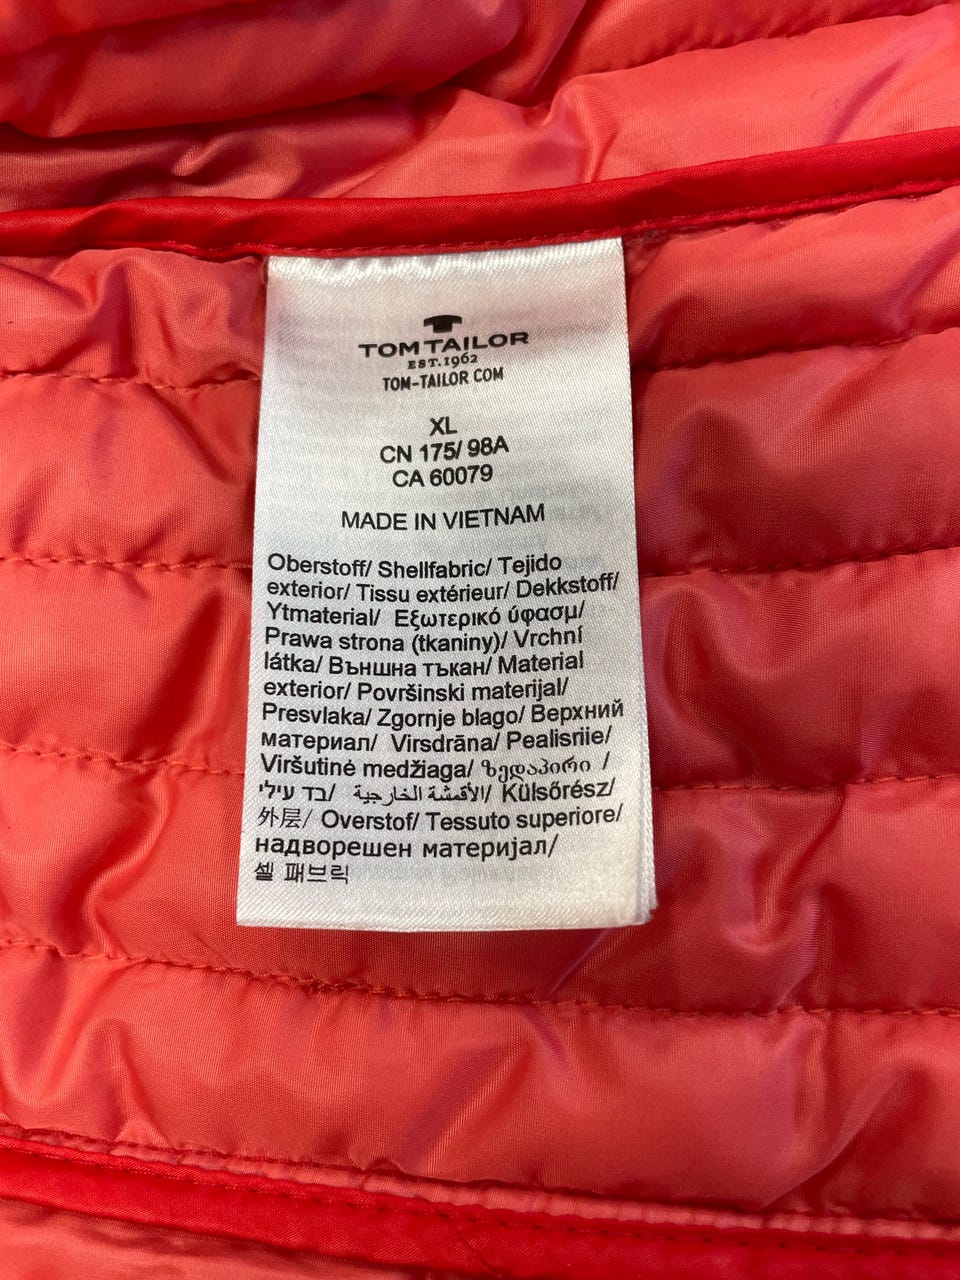 TOM TAILOR
EST.1962
TOM-TAILOR COM
XL
CN 175/ 98A
CA 60079
MADE IN VIETNAM
Oberstoff/ Shellfabric/ Tejido
exterior/ Tissu extérieur/ Dekkstoff/
Ytmaterial/ Εξωτερικό ύφασμ/
Prawa strona (tkaniny)/ Vrchní
látka/ Външна тъкан/ Material
exterior/ Površinski materijal/
Presvlaka/ Zgornje blago/ Верхний
материал/ Virsdrāna/ Pealisriie/
Viršutinė medžiaga/ ზედაპირი /
בד עילי/ الأقمشة الخارجية/ Külsőrész/
外层/ Overstof/ Tessuto superiore/
надворешен материјал/
셀 패브릭